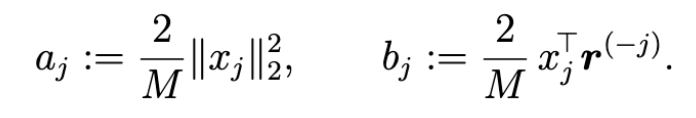 $a_j := \frac{2}{M} \|x_j\|_2^2, \qquad b_j := \frac{2}{M} x_j^\top \boldsymbol{r}^{(-j)}.$